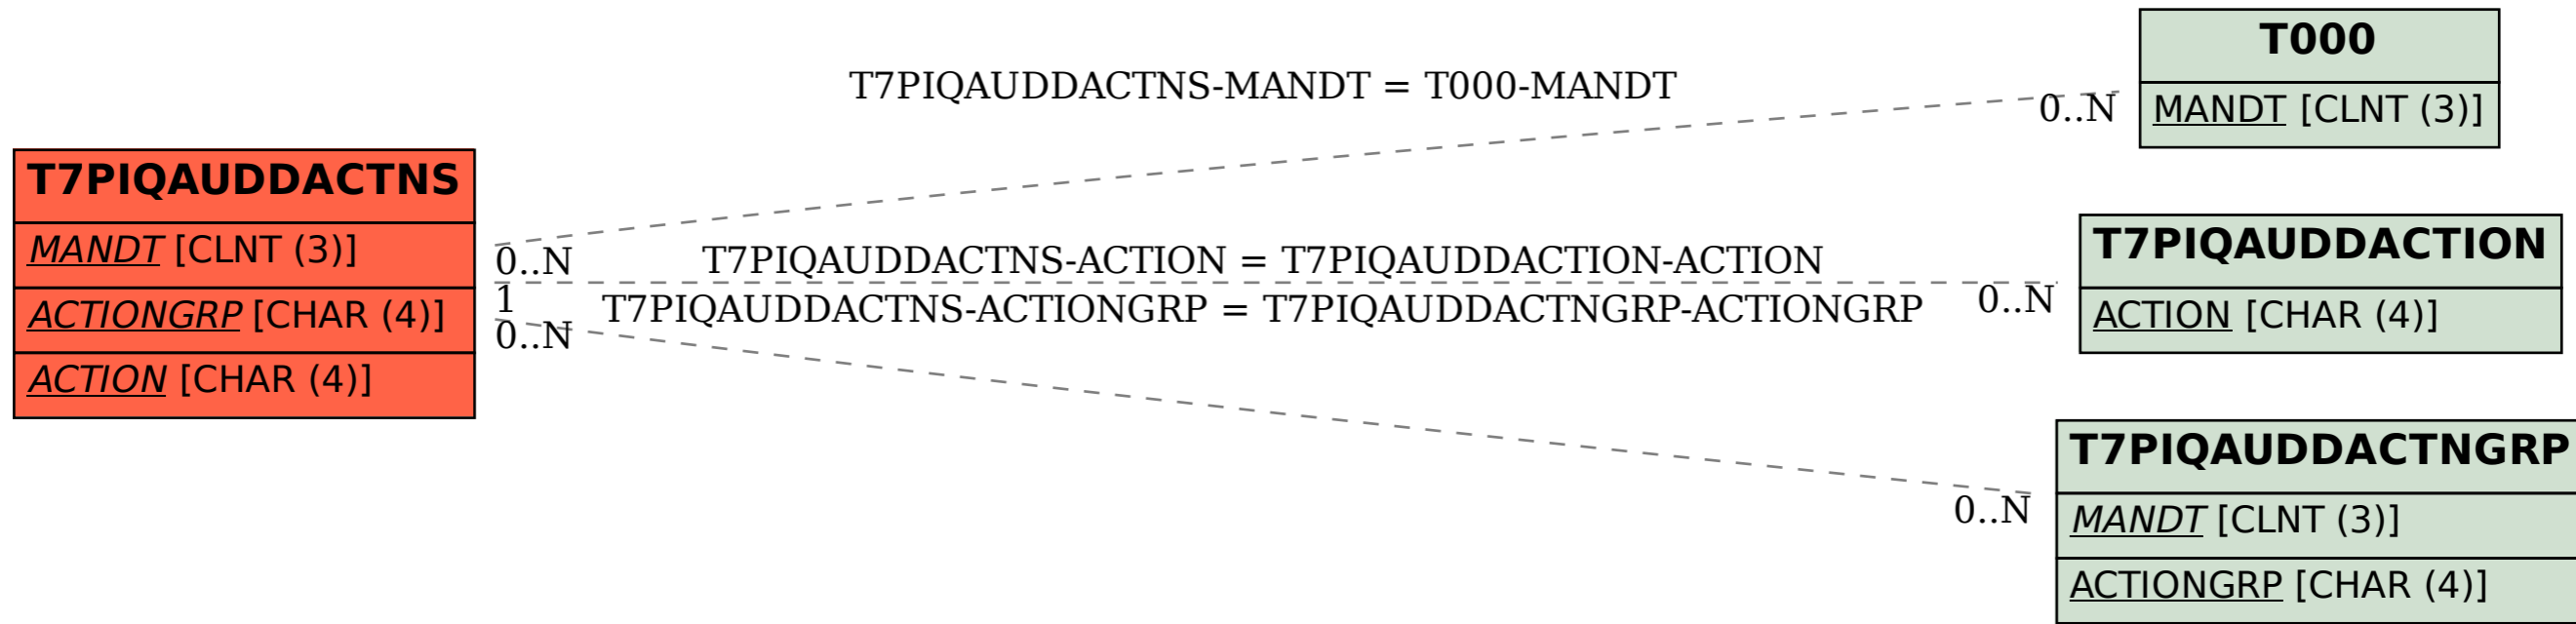 T000
MANDT [CLNT (3)]
T7PIQAUDDACTNS-MANDT = T000-MANDT
0..N
T7PIQAUDDACTNS
MANDT [CLNT (3)]
ACTIONGRP [CHAR (4)]
ACTION [CHAR (4)]
0..N
T7PIQAUDDACTNS-ACTION = T7PIQAUDDACTION-ACTION
1
T7PIQAUDDACTNS-ACTIONGRP = T7PIQAUDDACTNGRP-ACTIONGRP
0..N
0..N
T7PIQAUDDACTION
ACTION [CHAR (4)]
0..N
T7PIQAUDDACTNGRP
MANDT [CLNT (3)]
ACTIONGRP [CHAR (4)]